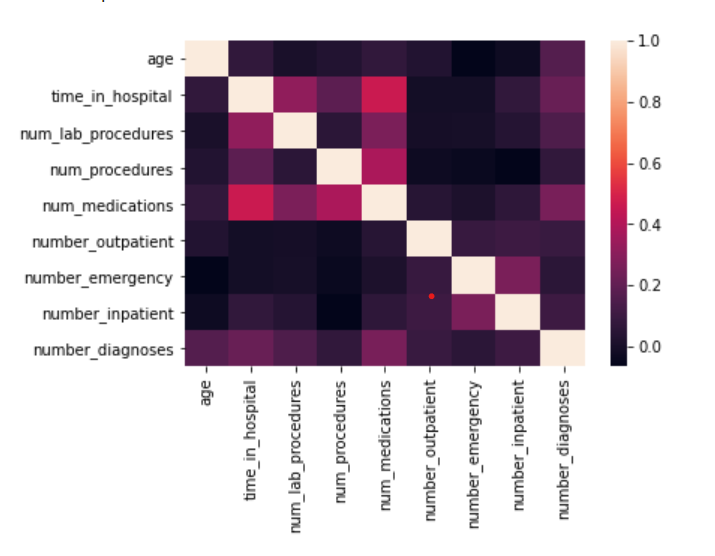 age
time_in_hospital
num_lab_procedures
num_procedures
num_medications
number_outpatient
number_emergency
number_inpatient
number_diagnoses
1.0
0.8
0.6
0.4
0.2
0.0
age
time_in_hospital
num_lab_procedures
num_procedures
num_medications
number_outpatient
number_emergency
number_inpatient
number_diagnoses